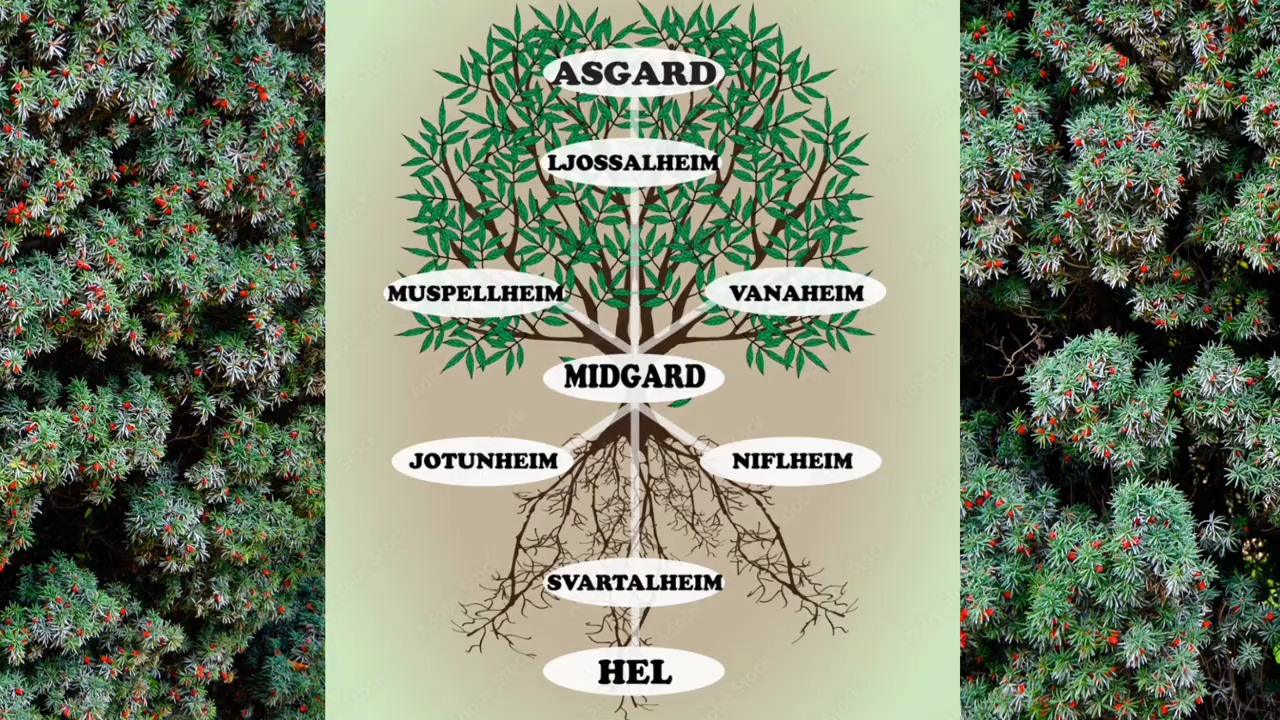 ASGARD
LJOSSALHEIM
MUSPELLHEIM
VANAHEIM
MIDGARD
JOTUNHEIM
NIFLHEIM
SVARTALHEIM
HEL